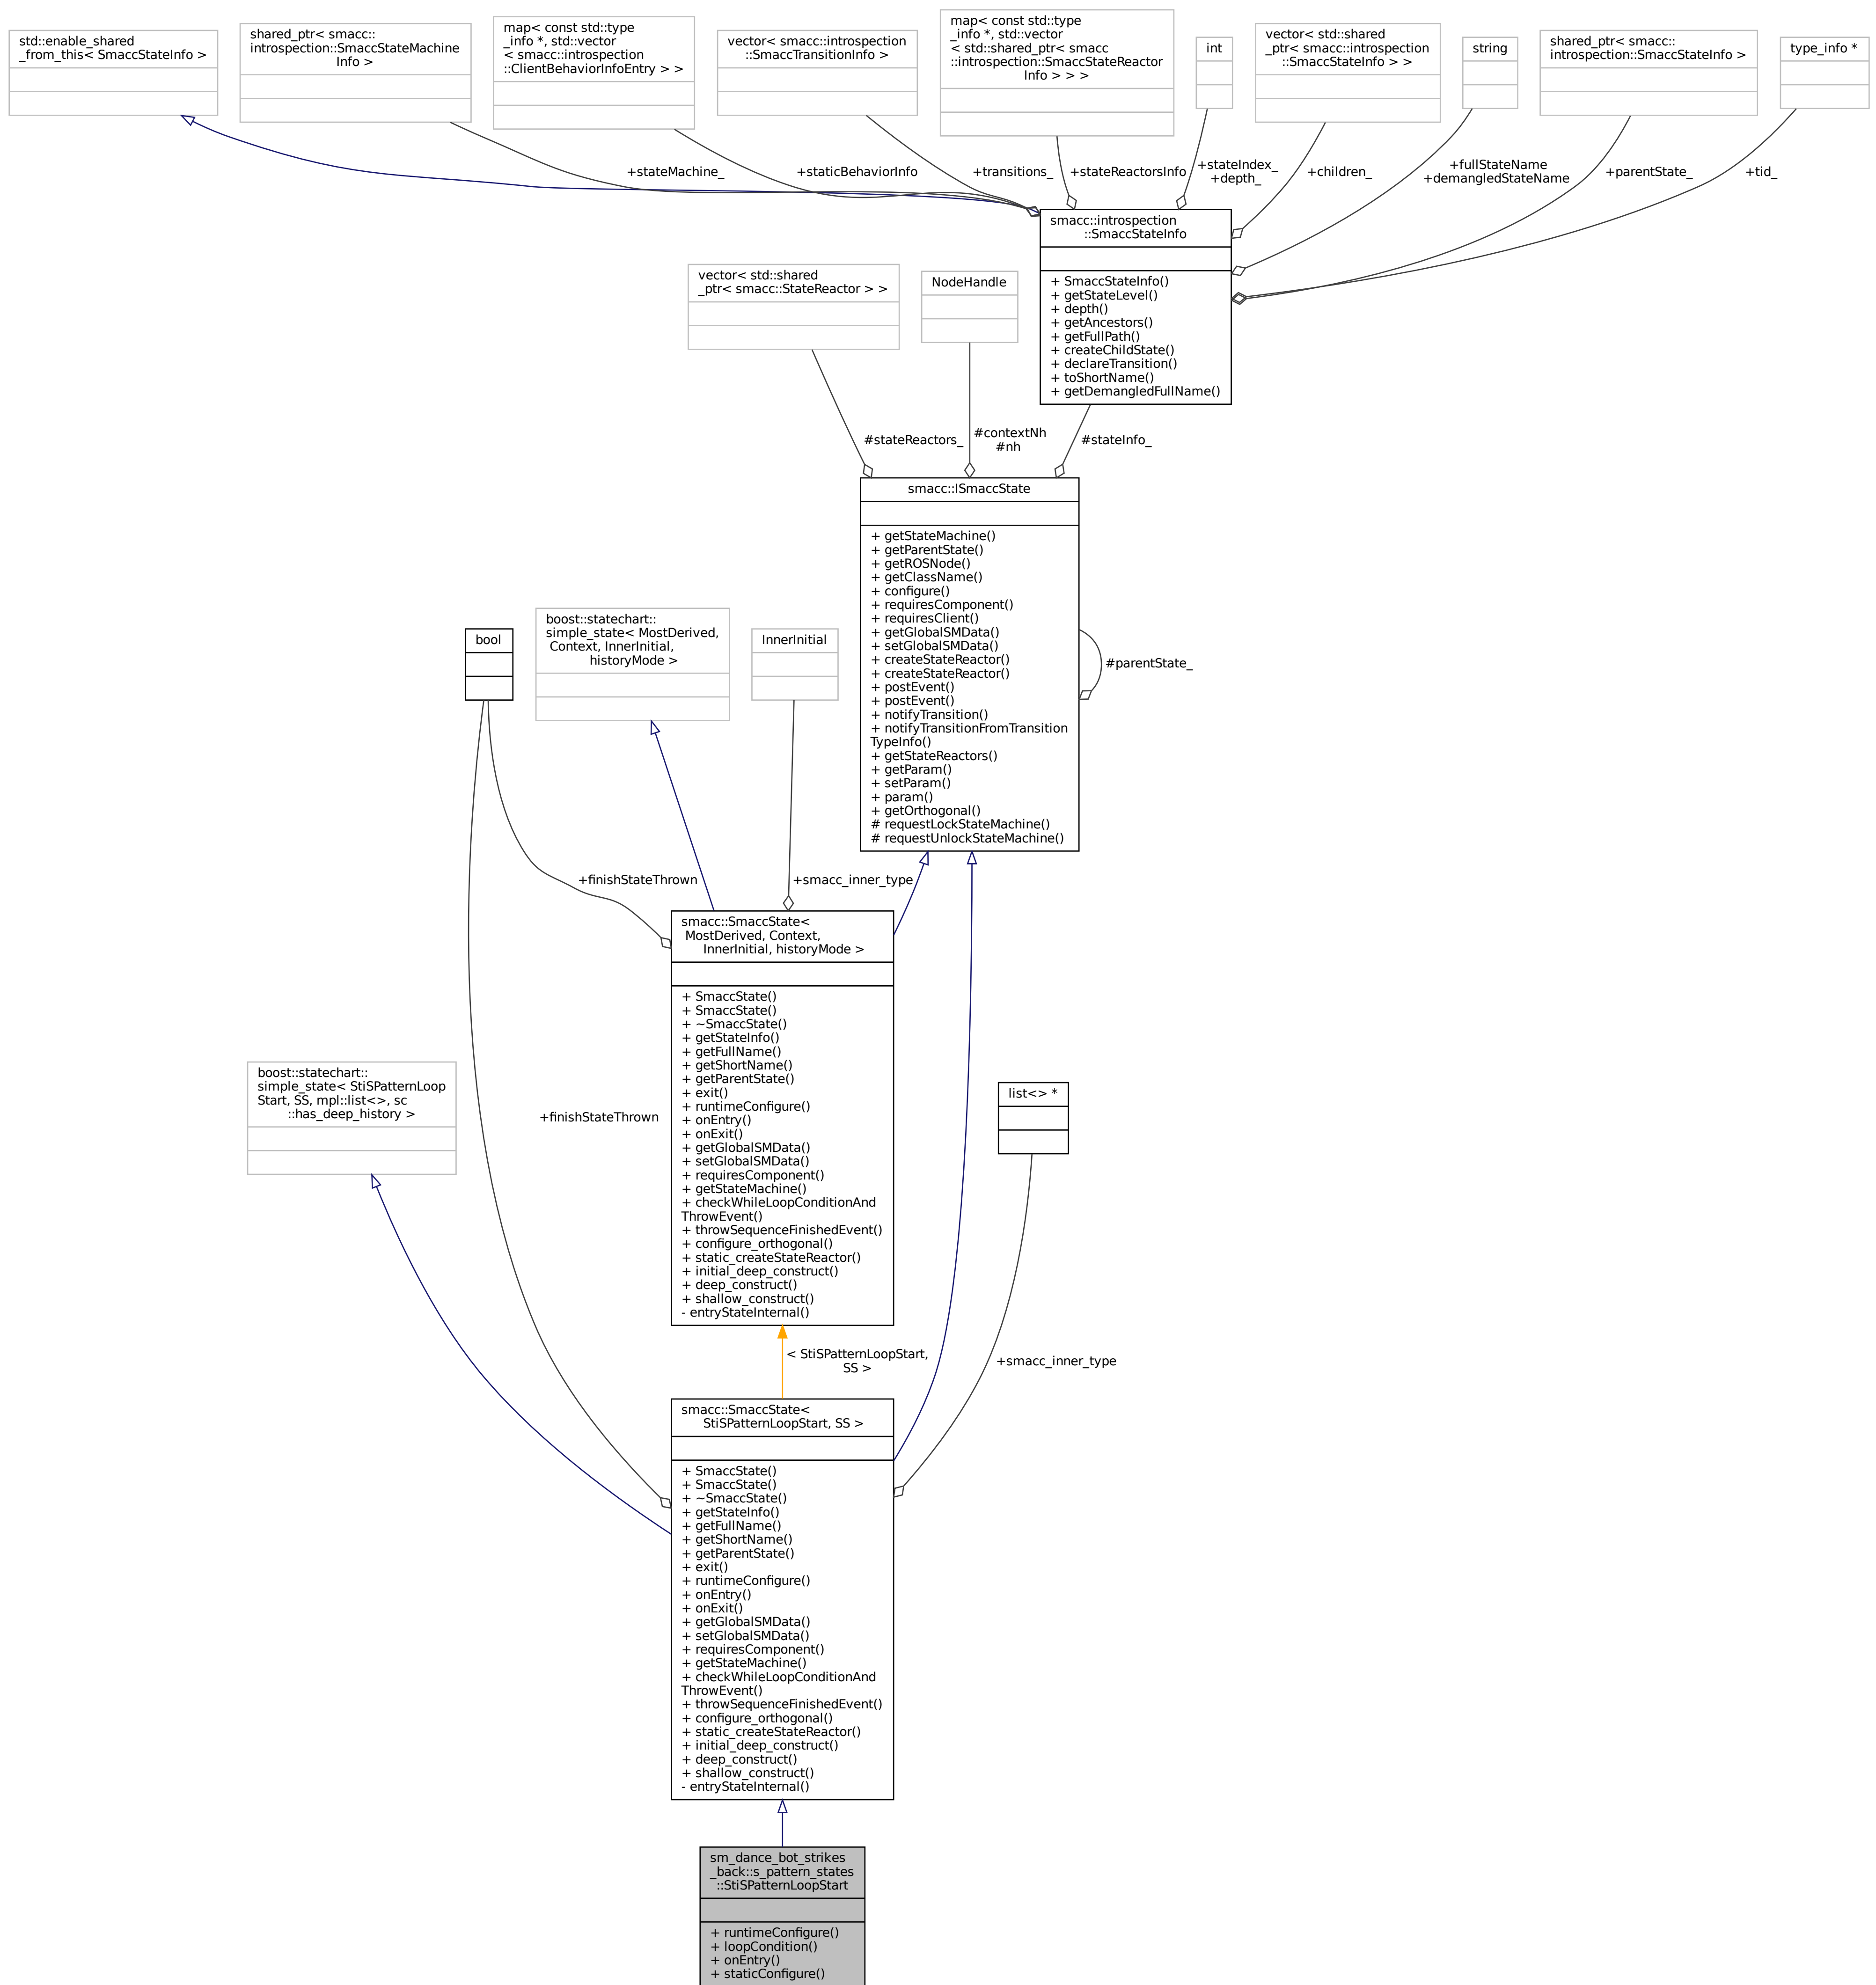 std::enable_shared
_from_this< SmaccStateInfo >
shared_ptr< smacc::
introspection::SmaccStateMachine
Info >
map< const std::type
_info *, std::vector
< smacc::introspection
::ClientBehaviorInfoEntry > >
vector< smacc::introspection
::SmaccTransitionInfo >
map< const std::type
_info *, std::vector
< std::shared_ptr< smacc
::introspection::SmaccStateReactor
Info > > >
int
vector< std::shared
_ptr< smacc::introspection
::SmaccStateInfo > >
string
shared_ptr< smacc::
introspection::SmaccStateInfo >
type_info *
+stateMachine_
+staticBehaviorInfo
+transitions_
+stateReactorsInfo
+stateIndex_
+depth_
+children_
+fullStateName
+demangledStateName
+parentState_
+tid_
smacc::introspection
::SmaccStateInfo
+ SmaccStateInfo()
+ getStateLevel()
+ depth()
+ getAncestors()
+ getFullPath()
+ createChildState()
+ declareTransition()
+ toShortName()
+ getDemangledFullName()
vector< std::shared
_ptr< smacc::StateReactor > >
NodeHandle
#stateReactors_
#contextNh
#nh
#stateInfo_
smacc::ISmaccState
+ getStateMachine()
+ getParentState()
+ getROSNode()
+ getClassName()
+ configure()
+ requiresComponent()
+ requiresClient()
+ getGlobalSMData()
+ setGlobalSMData()
+ createStateReactor()
+ createStateReactor()
+ postEvent()
+ postEvent()
+ notifyTransition()
+ notifyTransitionFromTransition
TypeInfo()
+ getStateReactors()
+ getParam()
+ setParam()
+ param()
+ getOrthogonal()
# requestLockStateMachine()
# requestUnlockStateMachine()
#parentState_
bool
boost::statechart::
simple_state< MostDerived,
Context, InnerInitial,
historyMode >
InnerInitial
+finishStateThrown
+smacc_inner_type
smacc::SmaccState<
MostDerived, Context,
InnerInitial, historyMode >
+ SmaccState()
+ SmaccState()
+ ~SmaccState()
+ getStateInfo()
+ getFullName()
+ getShortName()
+ getParentState()
+ exit()
+ runtimeConfigure()
+ onEntry()
+ onExit()
+ getGlobalSMData()
+ setGlobalSMData()
+ requiresComponent()
+ getStateMachine()
+ checkWhileLoopConditionAnd
ThrowEvent()
+ throwSequenceFinishedEvent()
+ configure_orthogonal()
+ static_createStateReactor()
+ initial_deep_construct()
+ deep_construct()
+ shallow_construct()
- entryStateInternal()
boost::statechart::
simple_state< StiSPatternLoop
Start, SS, mpl::list<>, sc
::has_deep_history >
+finishStateThrown
list<> *
< StiSPatternLoopStart,
SS >
+smacc_inner_type
smacc::SmaccState<
StiSPatternLoopStart, SS >
+ SmaccState()
+ SmaccState()
+ ~SmaccState()
+ getStateInfo()
+ getFullName()
+ getShortName()
+ getParentState()
+ exit()
+ runtimeConfigure()
+ onEntry()
+ onExit()
+ getGlobalSMData()
+ setGlobalSMData()
+ requiresComponent()
+ getStateMachine()
+ checkWhileLoopConditionAnd
ThrowEvent()
+ throwSequenceFinishedEvent()
+ configure_orthogonal()
+ static_createStateReactor()
+ initial_deep_construct()
+ deep_construct()
+ shallow_construct()
- entryStateInternal()
sm_dance_bot_strikes
_back::s_pattern_states
::StiSPatternLoopStart
+ runtimeConfigure()
+ loopCondition()
+ onEntry()
+ staticConfigure()